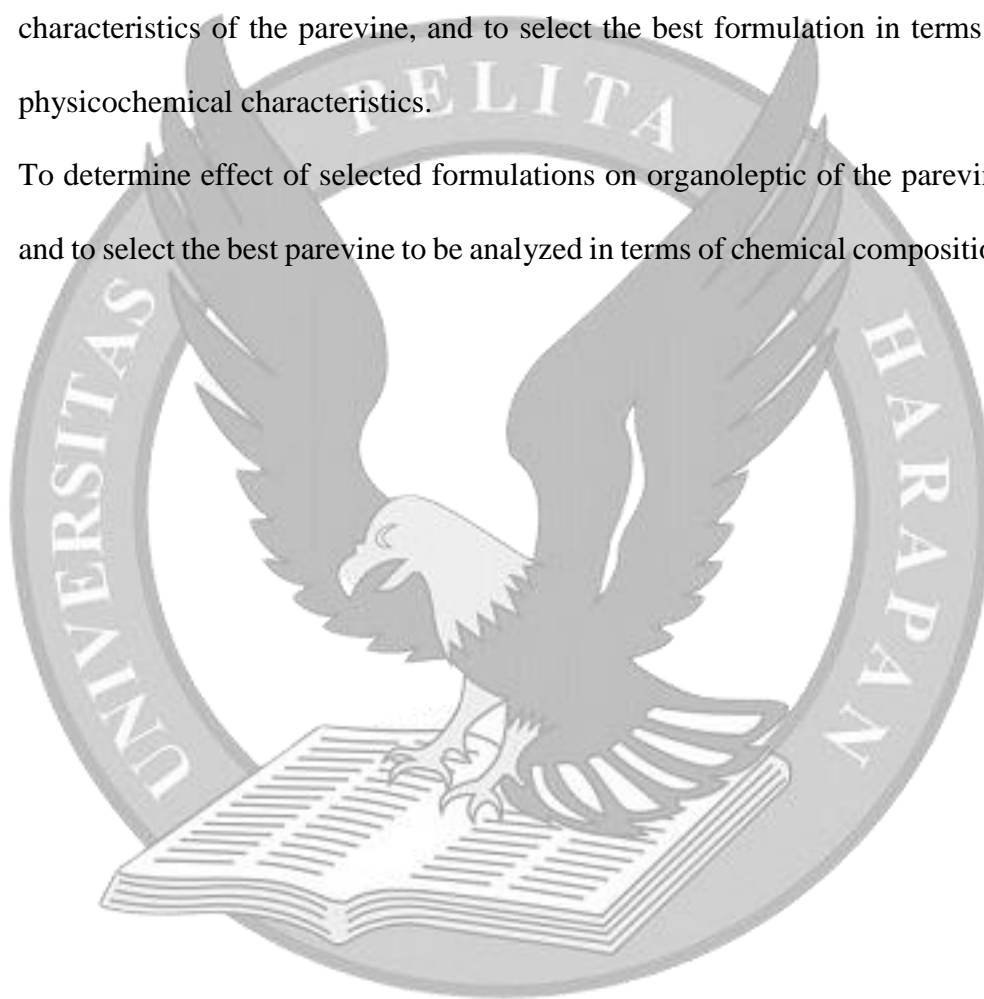 characteristics of the parevine, and to select the best formulation in terms
physicochemical characteristics.
To determine effect of selected formulations on organoleptic of the
and to select the best parevine to be analyzed in terms of chemical
UNIVERSITAS PELITA HARAPAN